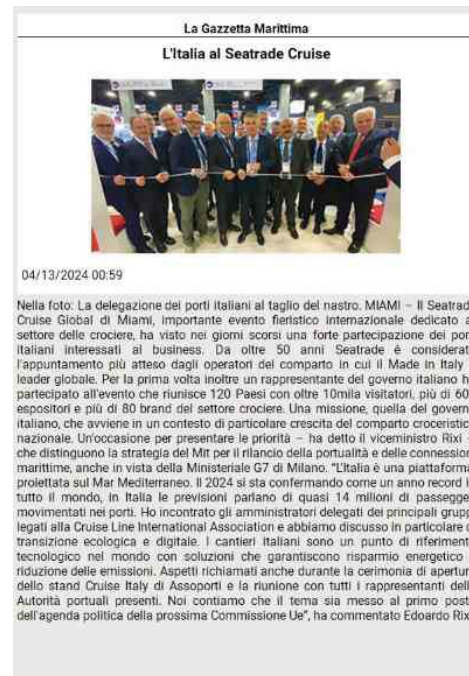 La Gazzetta Marittima
L'Italia al Seatrade Cruise
04/13/2024 00:59
Nella foto: La delegazione dei porti italiani al taglio del nastro. MIAMI – Il Seatrad
Cruise Global di Miami, importante evento fieristico internazionale dedicato a
settore delle crociere, ha visto nei giorni scorsi una forte partecipazione dei por
italiani interessati al business. Da oltre 50 anni Seatrade è considerat
l'appuntamento più atteso dagli operatori del comparto in cui il Made in Italy
leader globale. Per la prima volta inoltre un rappresentante del governo italiano h
partecipato all'evento che riunisce 120 Paesi con oltre 10mila visitatori, più di 60
espositori e più di 80 brand del settore crociere. Una missione, quella del govern
italiano, che avviene in un contesto di particolare crescita del comparto croceristic
nazionale. Un'occasione per presentare le priorità – ha detto il viceministro Rixi –
che distinguono la strategia del Mit per il rilancio della portualità e delle connession
marittime, anche in vista della Ministeriale G7 di Milano. "L'Italia è una piattaforma
proiettata sul Mar Mediterraneo. Il 2024 si sta confermando come un anno record i
tutto il mondo, in Italia le previsioni parlano di quasi 14 milioni di passegge
movimentati nei porti. Ho incontrato gli amministratori delegati dei principali grupp
legati alla Cruise Line International Association e abbiamo discusso in particolare d
transizione ecologica e digitale. I cantieri italiani sono un punto di riferiment
tecnologico nel mondo con soluzioni che garantiscono risparmio energetico
riduzione delle emissioni. Aspetti richiamati anche durante la cerimonia di apertur
dello stand Cruise Italy di Assoporti e la riunione con tutti i rappresentanti dell
Autorità portuali presenti. Noi contiamo che il tema sia messo al primo post
dell'agenda politica della prossima Commissione Ue", ha commentato Edoardo Rix